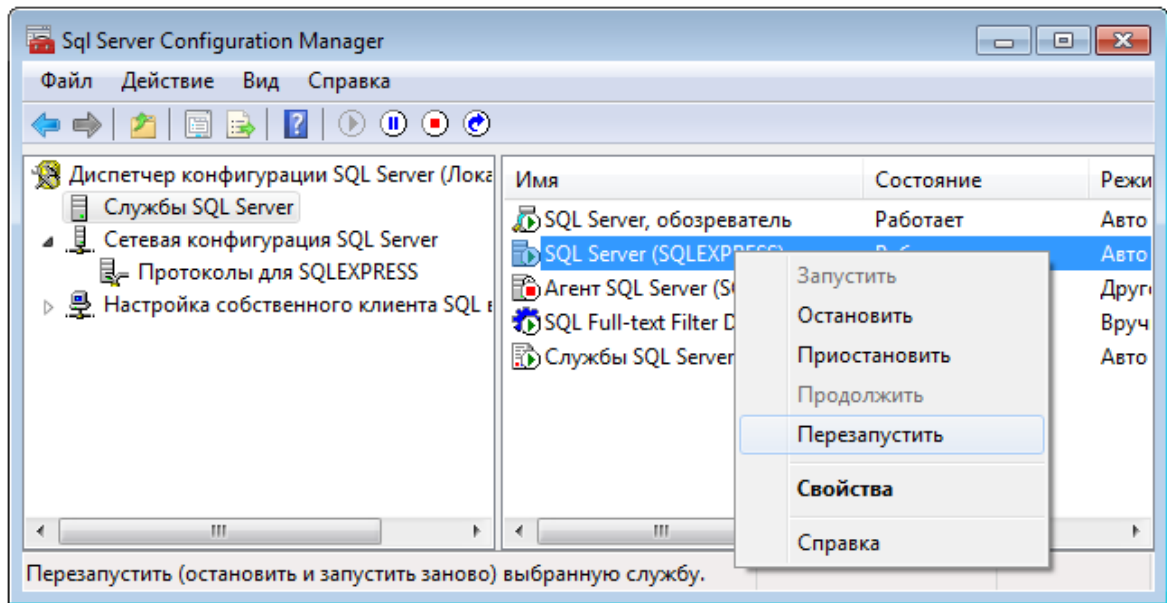 Sql Server Configuration Manager
Файл Действие Вид Справка
Диспетчер конфигурации SQL Server (Лока
Службы SQL Server
Сетевая конфигурация SQL Server
Протоколы для SQLEXPRESS
Настройка собственного клиента SQL в
Имя Состояние Режи
SQL Server, обозреватель Работает Авто
SQL Server (SQLEXPRESS) Авто
Агент SQL Server (S Друг
SQL Full-text Filter D Вруч
Службы SQL Server Авто
Запустить
Остановить
Приостановить
Продолжить
Перезапустить
Свойства
Справка
Перезапустить (остановить и запустить заново) выбранную службу.